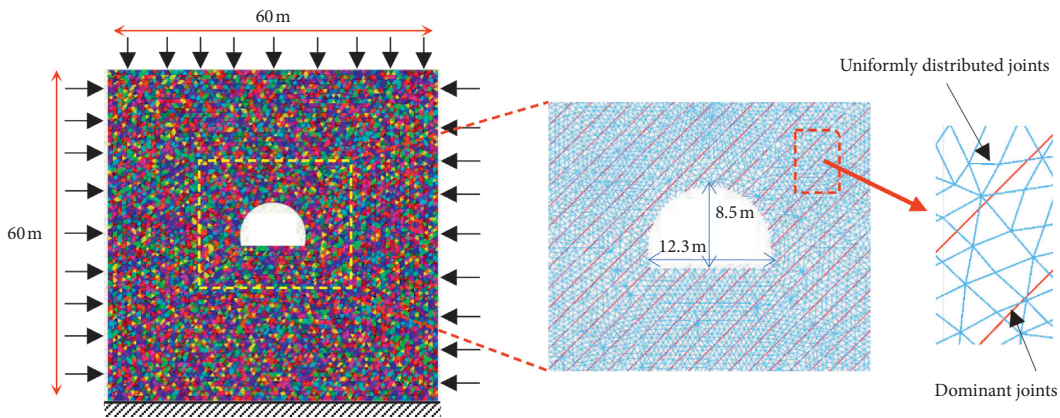 60 m
60 m
8.5 m
12.3 m
Uniformly distributed joints
Dominant joints